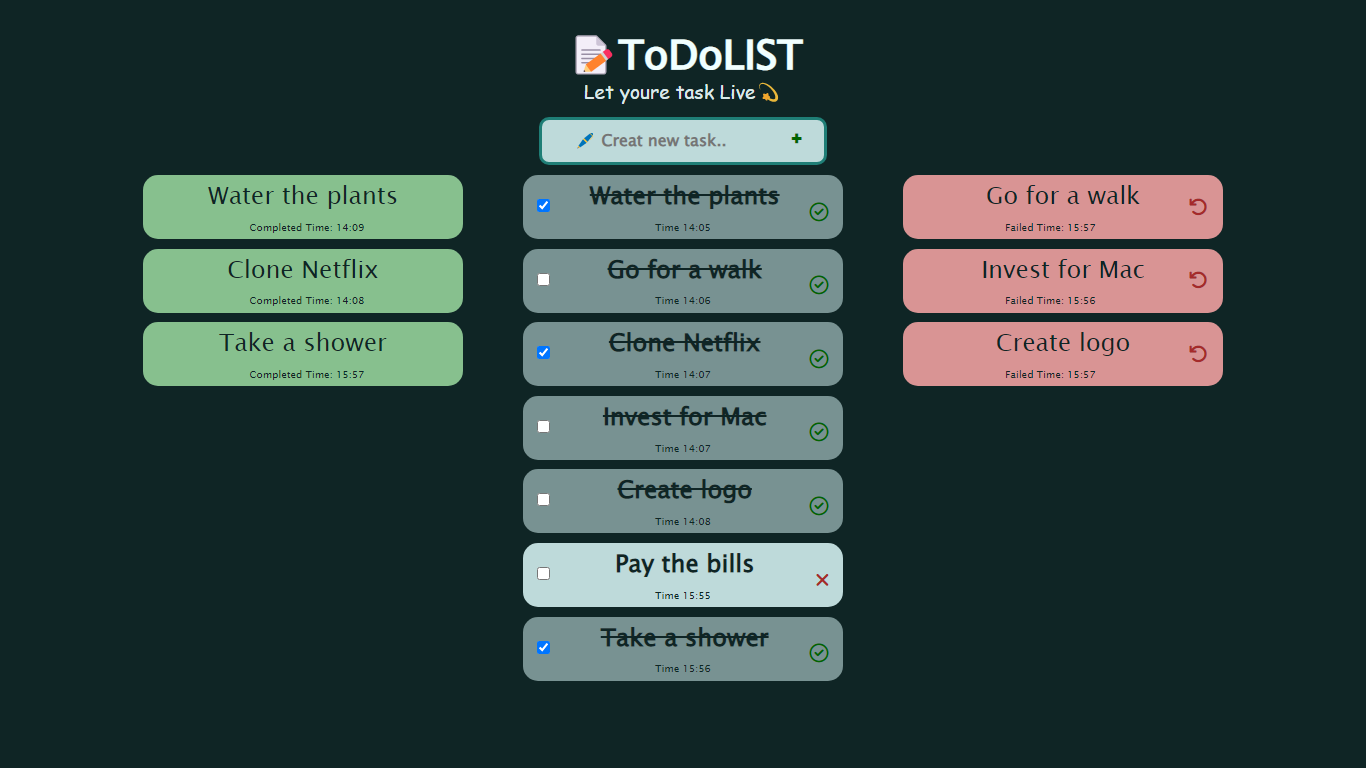 ToDoLIST
Let youre task Live
Creat new task..
Water the plants
Completed Time: 14:09
Clone Netflix
Completed Time: 14:08
Take a shower
Completed Time: 15:57
Water the plants
Time 14:05
Go for a walk
Time 14:06
Clone Netflix
Time 14:07
Invest for Mac
Time 14:07
Create logo
Time 14:08
Pay the bills
Time 15:55
Take a shower
Time 15:56
Go for a walk
Failed Time: 15:57
Invest for Mac
Failed Time: 15:56
Create logo
Failed Time: 15:57